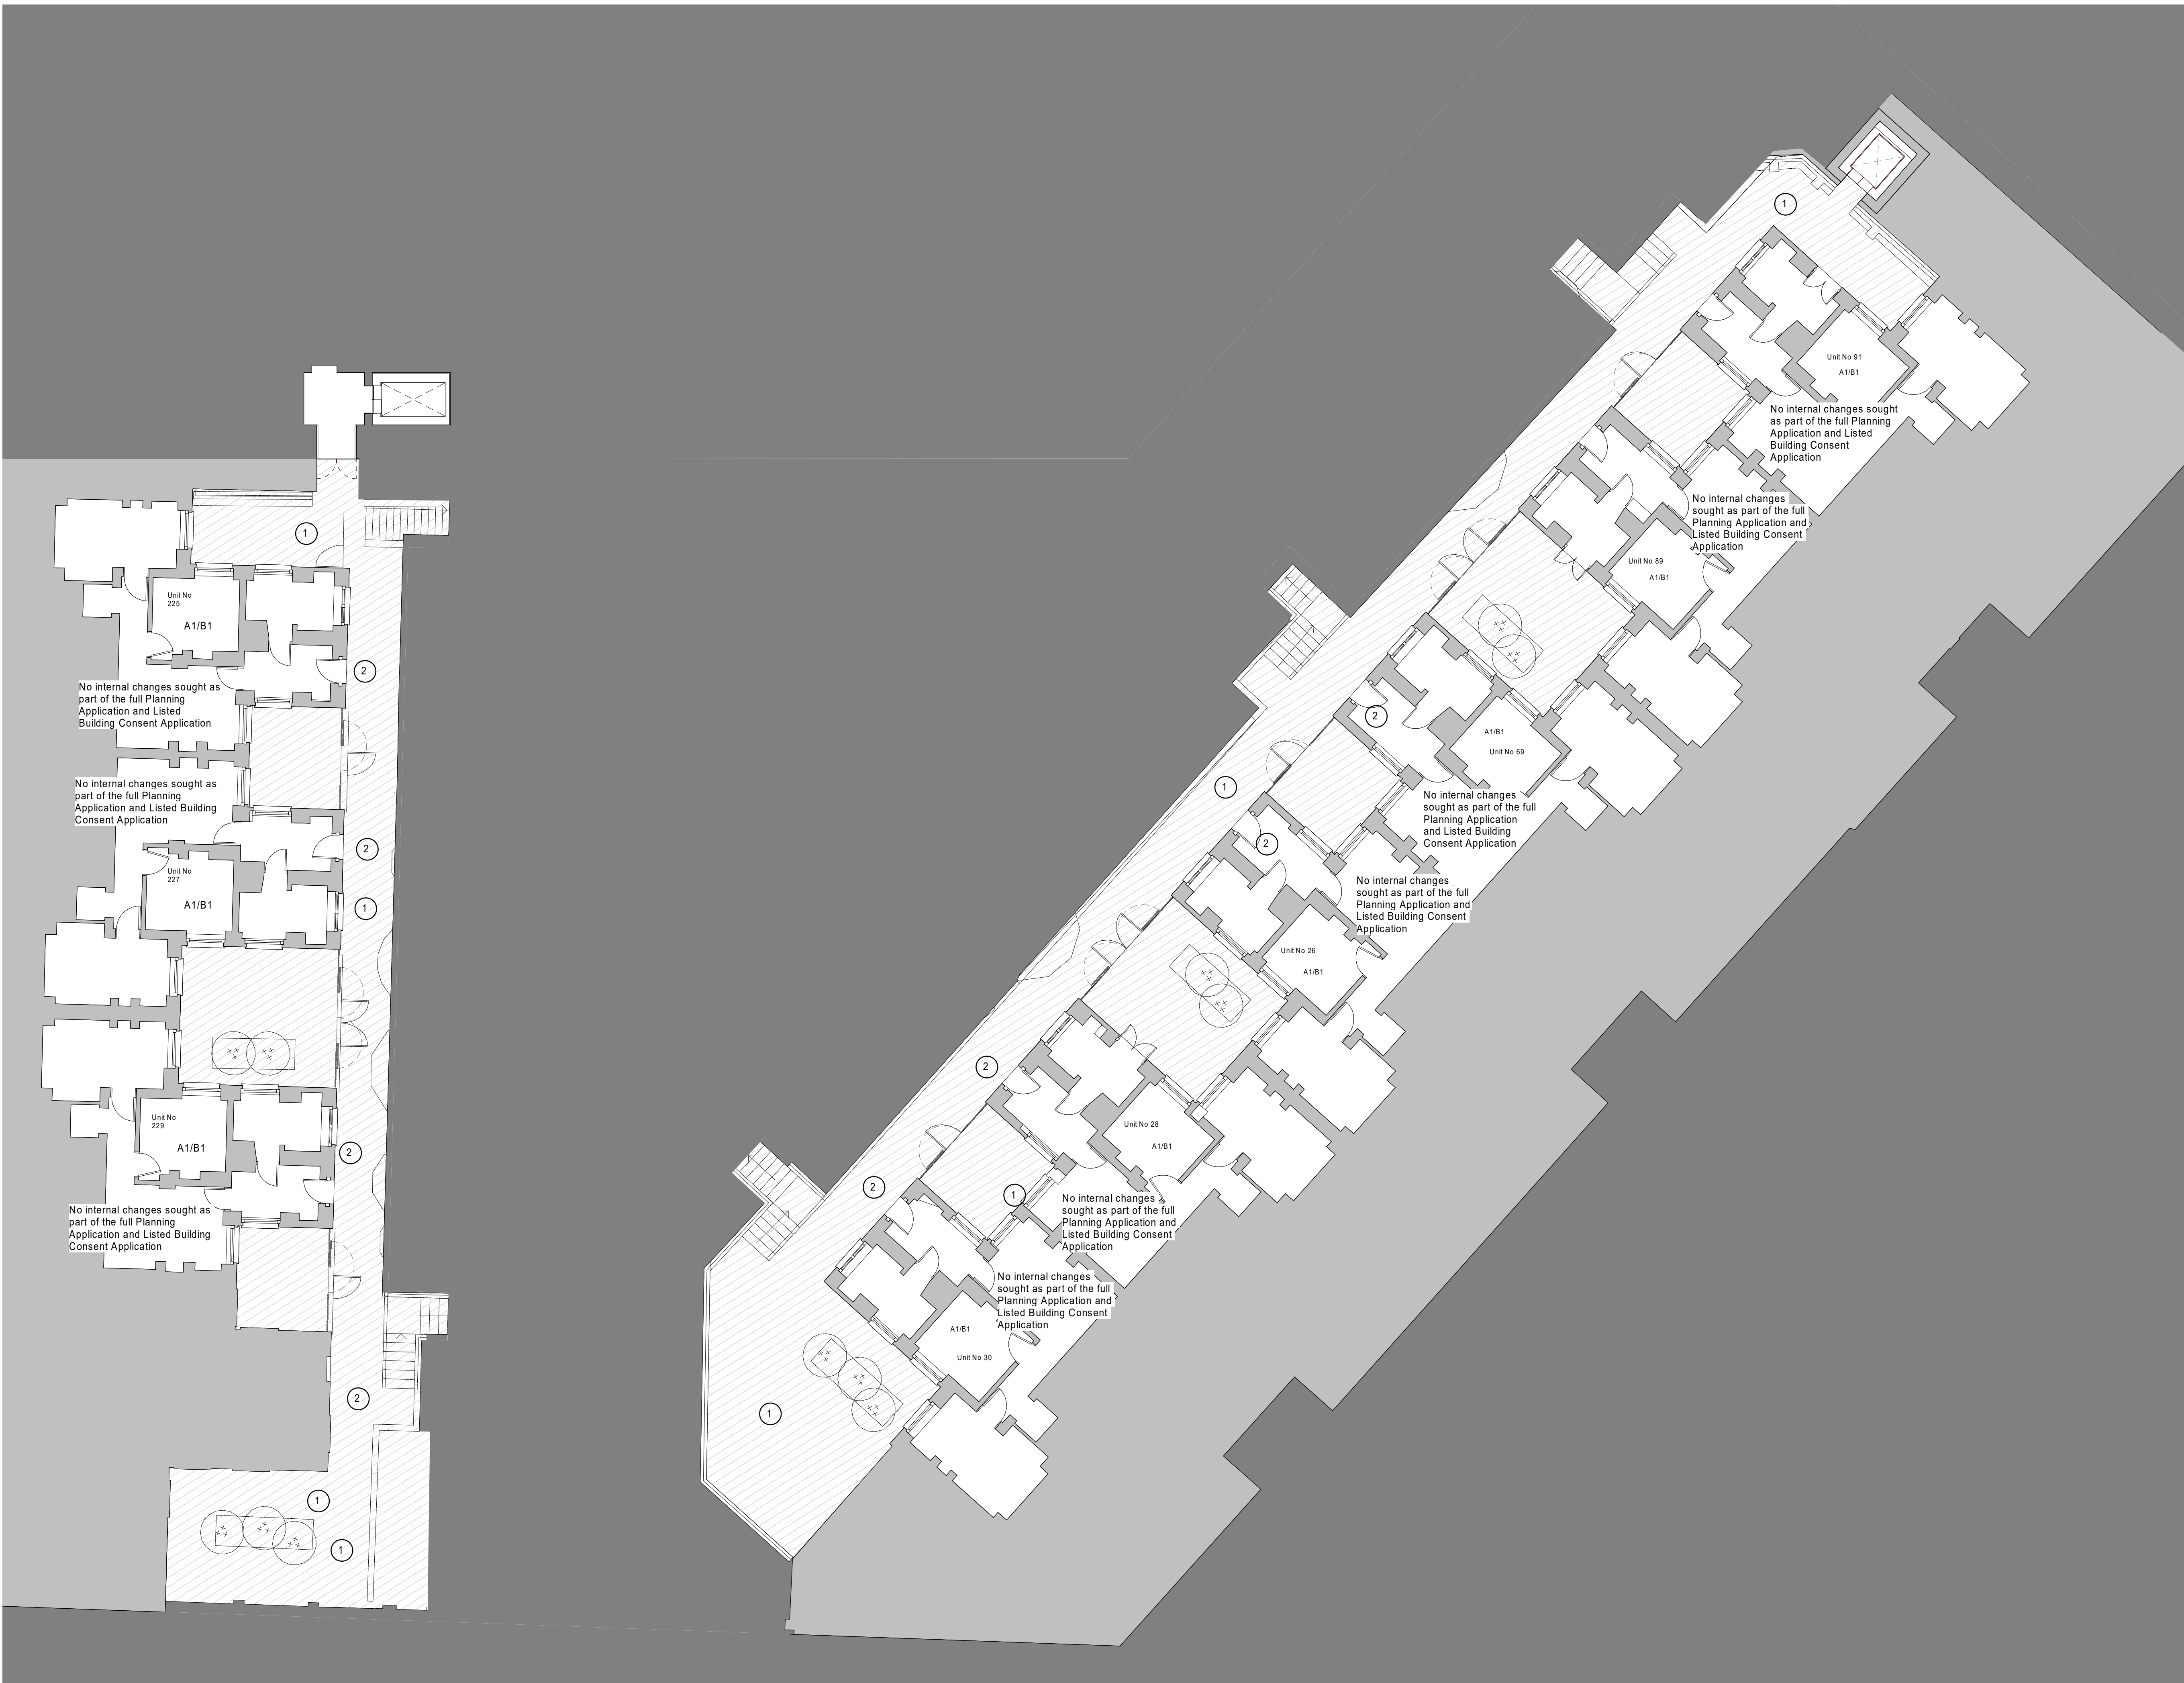 1
Unit No
225
A1/B1
2
No internal changes sought as
part of the full Planning
Application and Listed
Building Consent Application
No internal changes sought as
part of the full Planning
Application and Listed Building
Consent Application
2
Unit No
227
A1/B1
1
Unit No
229
A1/B1
2
No internal changes sought as
part of the full Planning
Application and Listed Building
Consent Application
2
1
1
1
Unit No 91
A1/B1
No internal changes sought
as part of the full Planning
Application and Listed
Building Consent
Application
No internal changes
sought as part of the full
Planning Application and
Listed Building Consent
Application
Unit No 89
A1/B1
2
A1/B1
Unit No 69
1
No internal changes
sought as part of the full
Planning Application
and Listed Building
Consent Application
2
No internal changes
sought as part of the full
Planning Application and
Listed Building Consent
Application
Unit No 26
A1/B1
2
Unit No 28
A1/B1
2
1
No internal changes
sought as part of the full
Planning Application and
Listed Building Consent
Application
No internal changes
sought as part of the full
Planning Application and
Listed Building Consent
Application
A1/B1
Unit No 30
1